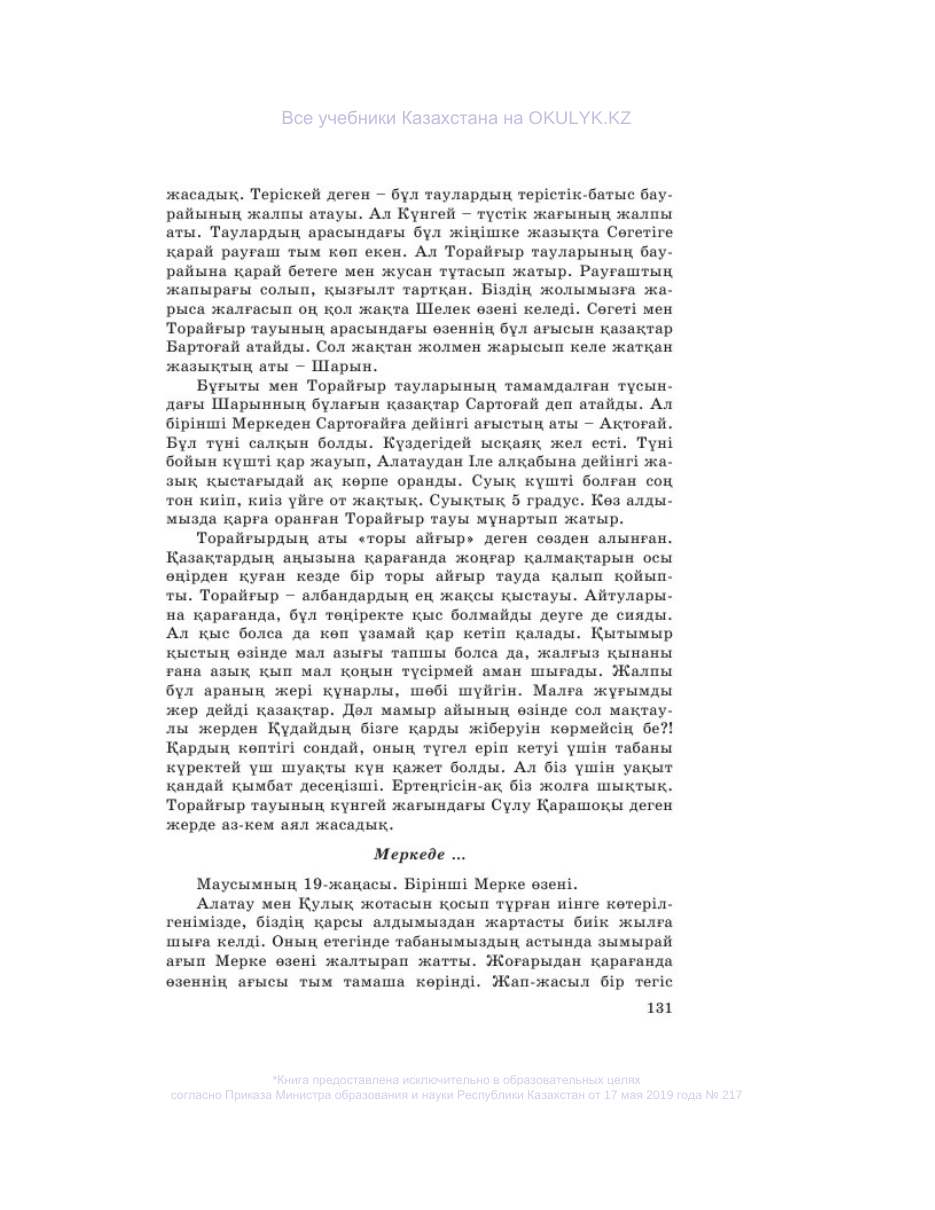 Все учебники Казахстана на OKULYK.KZ
жасадық. Теріскей деген – бұл таулардың терістік-батыс бау-
райының жалпы атауы. Ал Күнгей – түстік жағының жалпы
аты. Таулардың арасындағы бұл жіңішке жазықта Сөгетіге
қарай рауғаш тым көп екен. Ал Торайғыр тауларының бау-
райына қарай бетеге мен жусан тұтасып жатыр. Рауғаштың
жапырағы солып, қызғылт тартқан. Біздің жолымызға жа-
рыса жалғасып оң қол жақта Шелек өзені келеді. Сөгеті мен
Торайғыр тауының арасындағы өзеннің бұл ағысын қазақтар
Бартоғай атайды. Сол жақтан жолмен жарысып келе жатқан
жазықтың аты – Шарын.
Бұғыты мен Торайғыр тауларының тамамдалған тұсын-
дағы Шарынның бұлағын қазақтар Сартоғай деп атайды. Ал
бірінші Меркеден Сартоғайға дейінгі ағыстың аты – Ақтоғай.
Бұл түні салқын болды. Күздегідей ысқаяқ жел есті. Түні
бойын күшті қар жауып, Алатаудан Іле алқабына дейінгі жа-
зық қыстағыдай ақ көрпе оранды. Суық күшті болған соң
тон киіп, киіз үйге от жақтық. Суықтық 5 градус. Көз алды-
мызда қарға оранған Торайғыр тауы мұнартып жатыр.
Торайғырдың аты «торы айғыр» деген сөзден алынған.
Қазақтардың аңызына қарағанда жоңғар қалмақтарын осы
өңірден қуған кезде бір торы айғыр тауда қалып қойып-
ты. Торайғыр – албандардың ең жақсы қыстауы. Айтулары-
на қарағанда, бұл төңіректе қыс болмайды деуге де сияды.
Ал қыс болса да көп ұзамай қар кетіп қалады. Қытымыр
қыстың өзінде мал азығы тапшы болса да, жалғыз қынаны
ғана азық қып мал қоңын түсірмей аман шығады. Жалпы
бұл араның жері құнарлы, шөбі шүйгін. Малға жұғымды
жер дейді қазақтар. Дәл мамыр айының өзінде сол мақтау-
лы жерден Құдайдың бізге қарды жіберуін көрмейсің бе?!
Қардың көптігі сондай, оның түгел еріп кетуі үшін табаны
күректей үш шуақты күн қажет болды. Ал біз үшін уақыт
қандай қымбат десеңізші. Ертеңгісін-ақ біз жолға шықтық.
Торайғыр тауының күнгей жағындағы Сұлу Қарашоқы деген
жерде аз-кем аял жасадық.
Меркеде ...
Маусымның 19-жаңасы. Бірінші Мерке өзені.
Алатау мен Қулық жотасын қосып тұрған иінге көтеріл-
генімізде, біздің қарсы алдымыздан жартасты биік жылға
шыға келді. Оның етегінде табанымыздың астында зымырай
ағып Мерке өзені жалтырап жатты. Жоғарыдан қарағанда
өзеннің ағысы тым тамаша көрінді. Жап-жасыл бір тегіс
131
*Книга предоставлена исключительно в образовательных целях
согласно Приказа Министра образования и науки Республики Казахстан от 17 мая 2019 года № 217